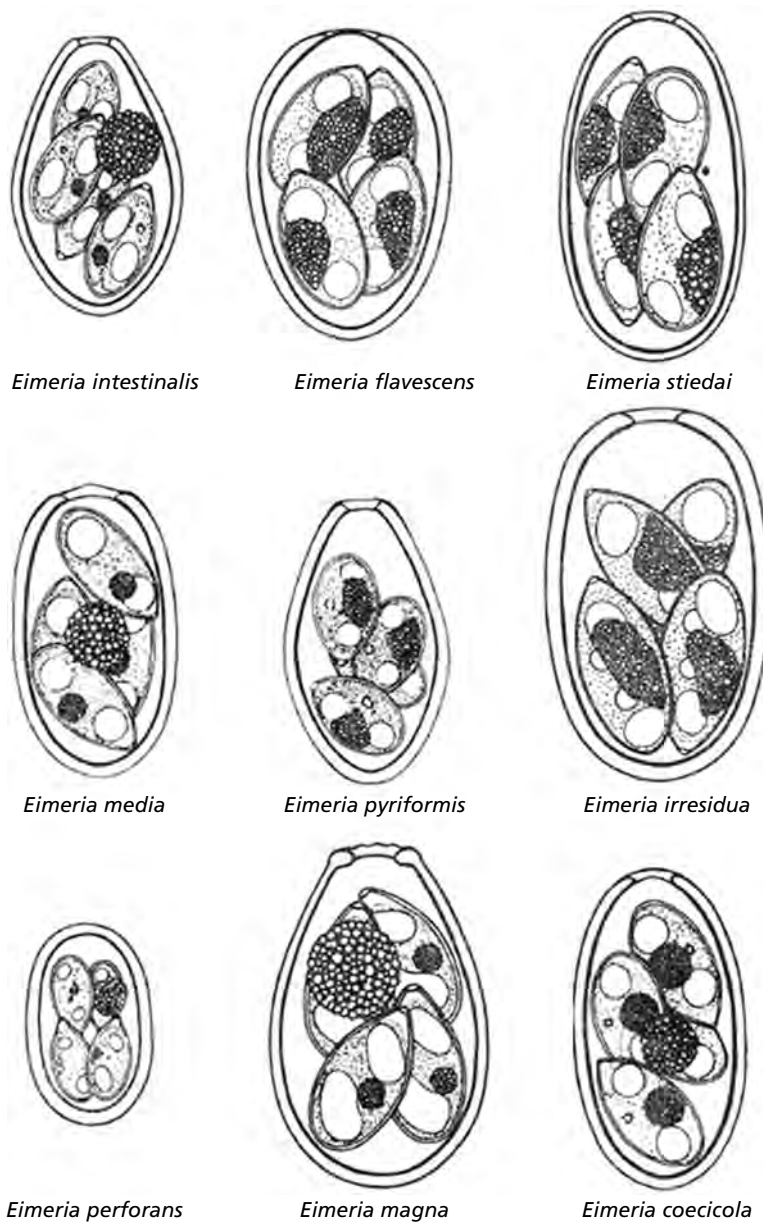 Eimeria intestinalis
Eimeria flavescens
Eimeria stiedai
Eimeria media
Eimeria pyriformis
Eimeria irresidua
Eimeria perforans
Eimeria magna
Eimeria coecicola